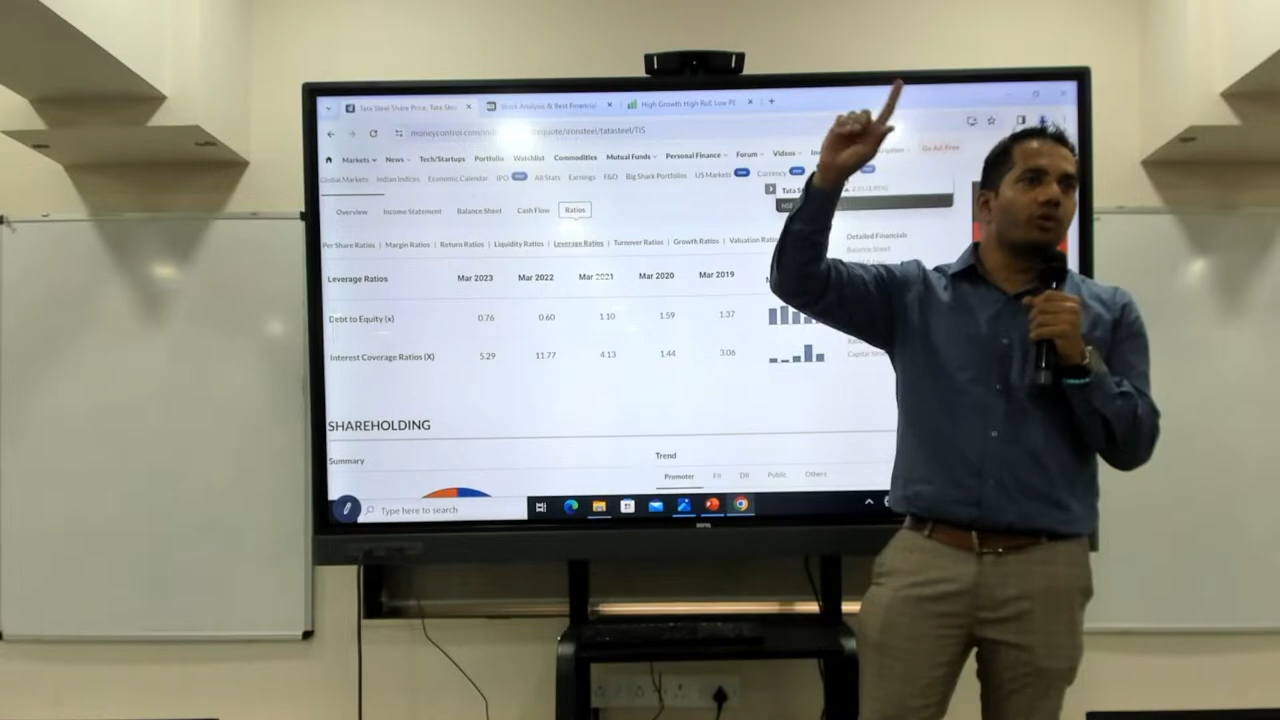 Tata Steel Share Price, Tata Stee
Stock Analysis & Best Financial
High Growth High RoE Low PE
moneycontrol.com/
quote/ironsteel/tatasteel/TIS
Markets News Tech/Startups Portfolio Watchlist Commodities Mutual Funds Personal Finance Forum Videos
Go Ad-Free
Global Markets Indian Indices Economic Calendar IPO All Stats Earnings F&O Big Shark Portfolios US Markets Currency
Tata S
NSE
Overview Income Statement Balance Sheet Cash Flow Ratios
Detailed Financials
Balance Sheet
Per Share Ratios | Margin Ratios | Return Ratios | Liquidity Ratios | Leverage Ratios | Turnover Ratios | Growth Ratios | Valuation Ratio
Leverage Ratios Mar 2023 Mar 2022 Mar 2021 Mar 2020 Mar 2019
Debt to Equity (x) 0.76 0.60 1.10 1.59 1.37
Interest Coverage Ratios (X) 5.29 11.77 4.13 1.44 3.06
Capital Stru
SHAREHOLDING
Summary
Trend
Promoter FII DII Public Others
Type here to search
BenQ